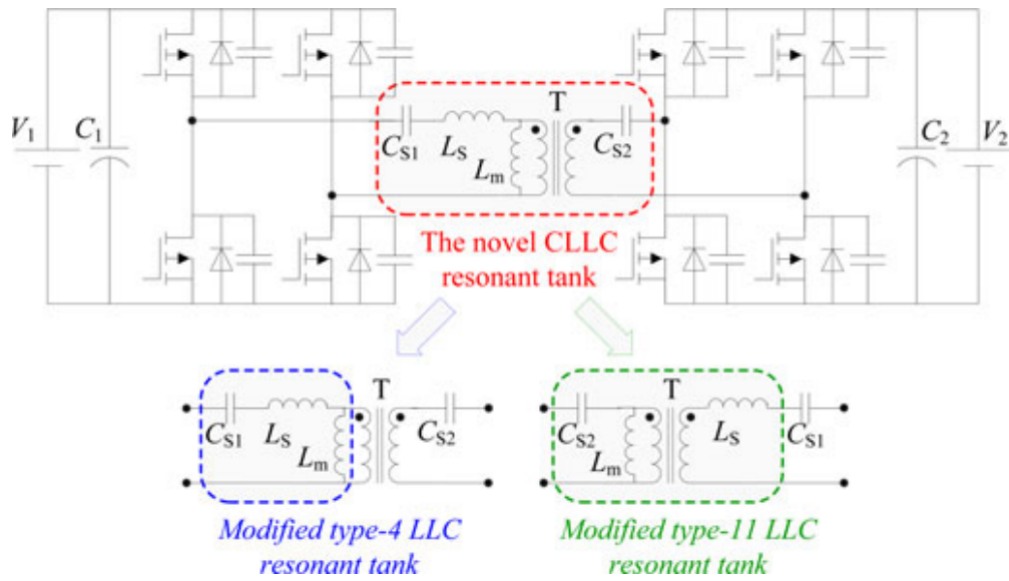 T
V1 C1 CS1 LS Lm CS2 C2 V2
The novel CLLC
resonant tank
T T
CS1 LS Lm CS2 CS2 Lm LS CS1
Modified type-4 LLC Modified type-11 LLC
resonant tank resonant tank